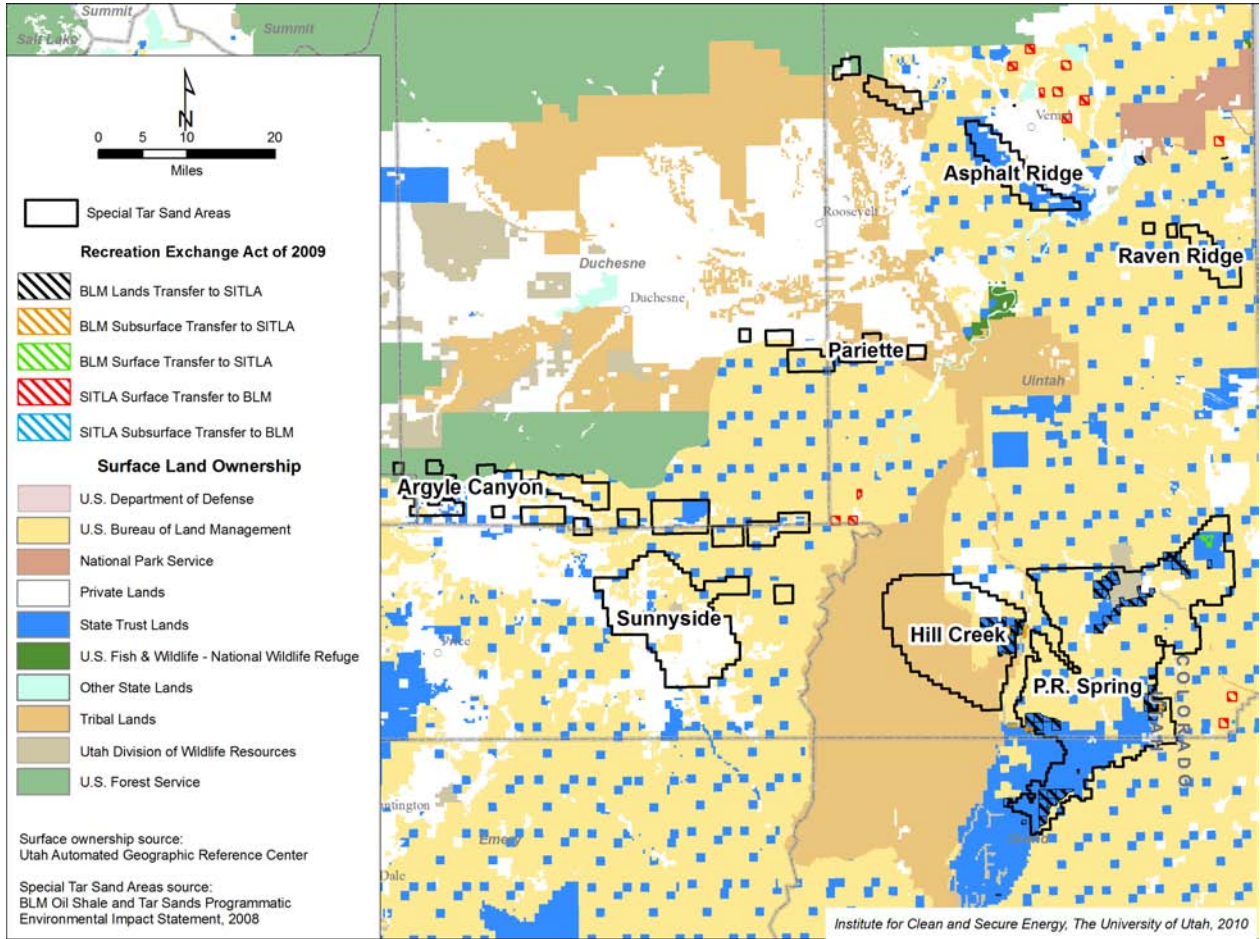 Summit
Salt Lake
Summit
N
0 5 10 20
Miles
Special Tar Sand Areas
Recreation Exchange Act of 2009
BLM Lands Transfer to SITLA
BLM Subsurface Transfer to SITLA
BLM Surface Transfer to SITLA
SITLA Surface Transfer to BLM
SITLA Subsurface Transfer to BLM
Surface Land Ownership
U.S. Department of Defense
U.S. Bureau of Land Management
National Park Service
Private Lands
State Trust Lands
U.S. Fish & Wildlife - National Wildlife Refuge
Other State Lands
Tribal Lands
Utah Division of Wildlife Resources
U.S. Forest Service
Surface ownership source:
Utah Automated Geographic Reference Center
Special Tar Sand Areas source:
BLM Oil Shale and Tar Sands Programmatic
Environmental Impact Statement, 2008
Asphalt Ridge
Roosevelt
Raven Ridge
Duchesne
Duchesne
Pariette
Uintah
Argyle Canyon
Sunnyside
Hill Creek
P.R. Spring
COLORADO
UTAH
Price
untington
Emery
Dale
Institute for Clean and Secure Energy, The University of Utah, 2010